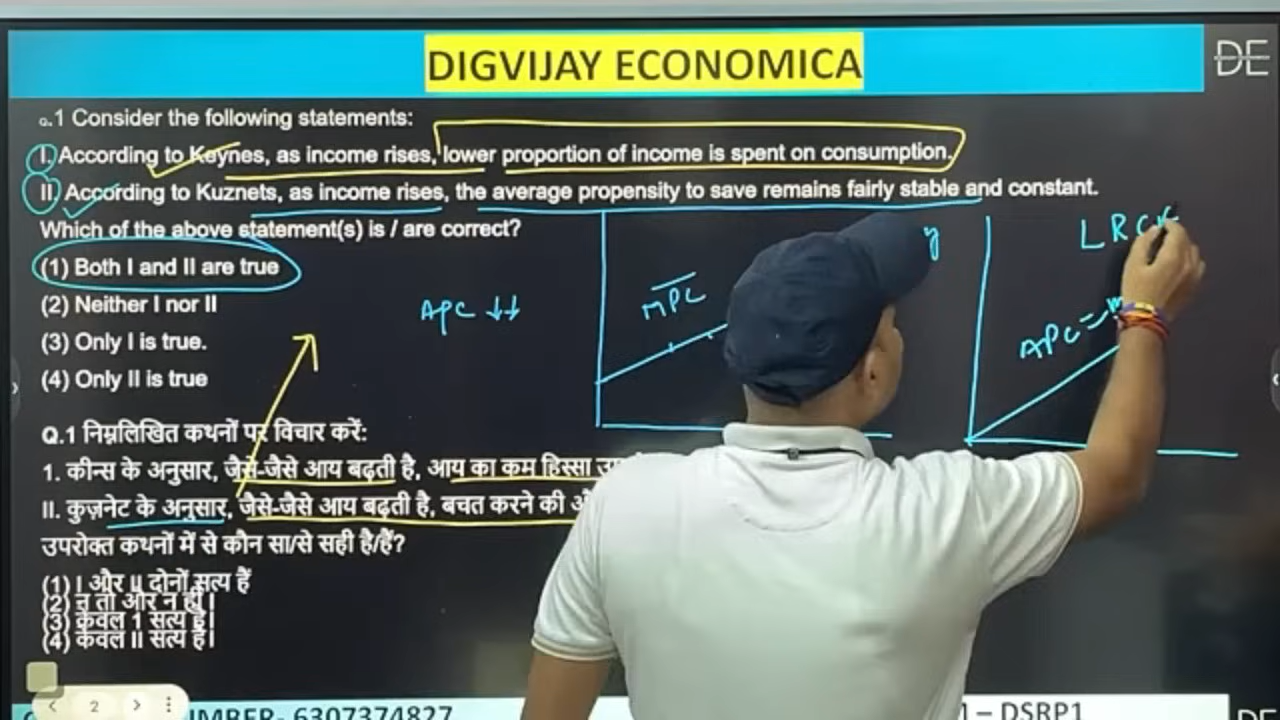 DIGVIJAY ECONOMICA
DE
Q.1 Consider the following statements:
I. According to Keynes, as income rises, lower proportion of income is spent on consumption.
II. According to Kuznets, as income rises, the average propensity to save remains fairly stable and constant.
Which of the above statement(s) is / are correct?
(1) Both I and II are true
(2) Neither I nor II
(3) Only I is true.
(4) Only II is true
APC ↓↓
MPC
y
LRC
APC =
Q.1 निम्नलिखित कथनों पर विचार करें:
1. कीन्स के अनुसार, जैसे-जैसे आय बढ़ती है, आय का कम हिस्सा
II. कुज़नेट के अनुसार, जैसे-जैसे आय बढ़ती है, बचत करने की
उपरोक्त कथनों में से कौन सा/से सही है/हैं?
(1) I और II दोनों सत्य हैं
(2) न तो और न ही I
(3) केवल 1 सत्य है।
(4) केवल II सत्य है।
2
UMBER- 6307374827
1 – DSRP1
DE